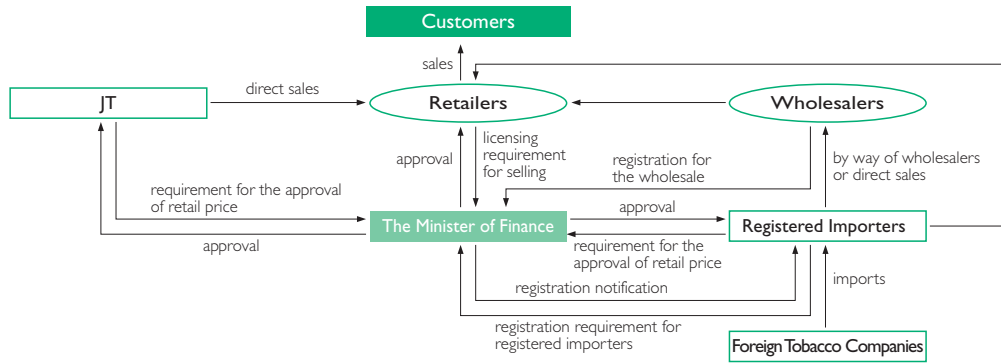 Customers
sales
JT
direct sales
Retailers
Wholesalers
approval
licensing
requirement
for selling
registration for
the wholesale
by way of wholesalers
or direct sales
requirement for the approval
of retail price
The Minister of Finance
approval
Registered Importers
approval
requirement for the
approval of retail price
registration notification
imports
registration requirement for
registered importers
Foreign Tobacco Companies